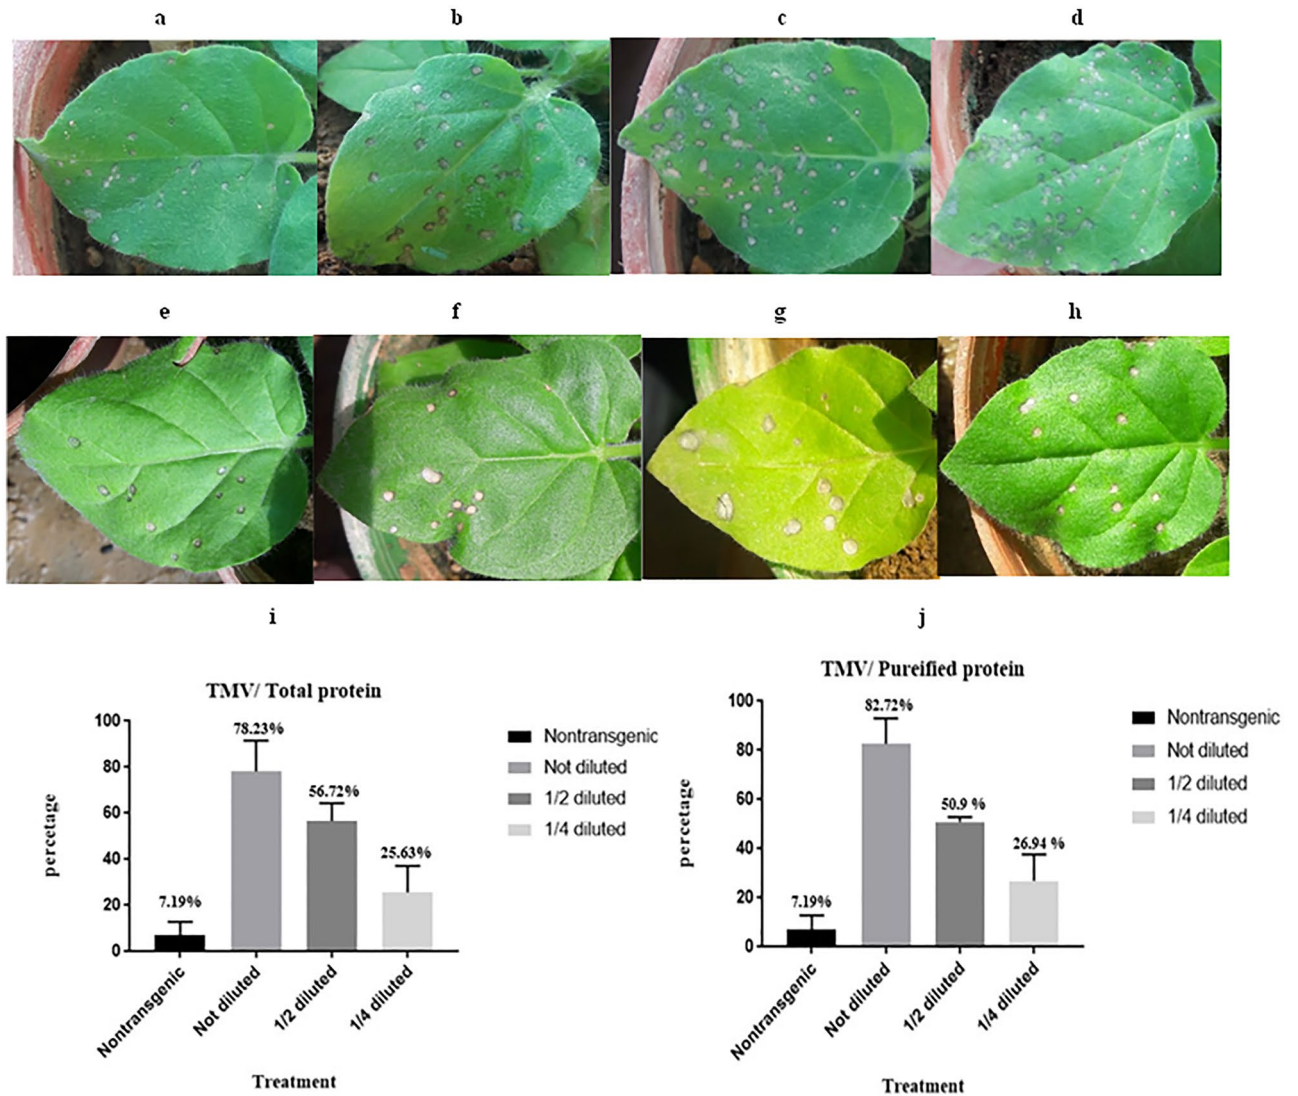 a b c d
e f g h
i j
TMV/ Total protein
percetage
100
80
60
40
20
0
7.19%
78.23%
56.72%
25.63%
Nontransgenic
Not diluted
1/2 diluted
1/4 diluted
Treatment
Nontransgenic
Not diluted
1/2 diluted
1/4 diluted
TMV/ Pureified protein
percetage
100
80
60
40
20
0
7.19%
82.72%
50.9 %
26.94 %
Nontransgenic
Not diluted
1/2 diluted
1/4 diluted
Treatment
Nontransgenic
Not diluted
1/2 diluted
1/4 diluted